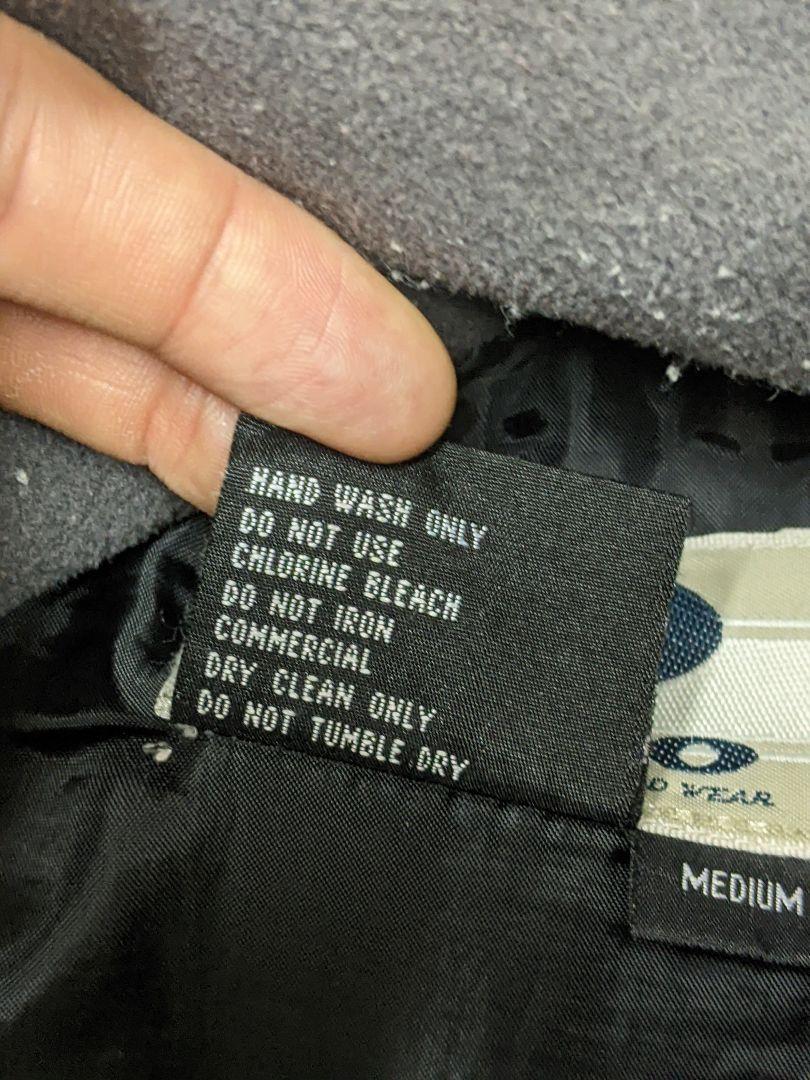 HAND WASH ONLY
DO NOT USE
CHLORINE BLEACH
DO NOT IRON
COMMERCIAL
DRY CLEAN ONLY
DO NOT TUMBLE DRY
WEAR
MEDIUM